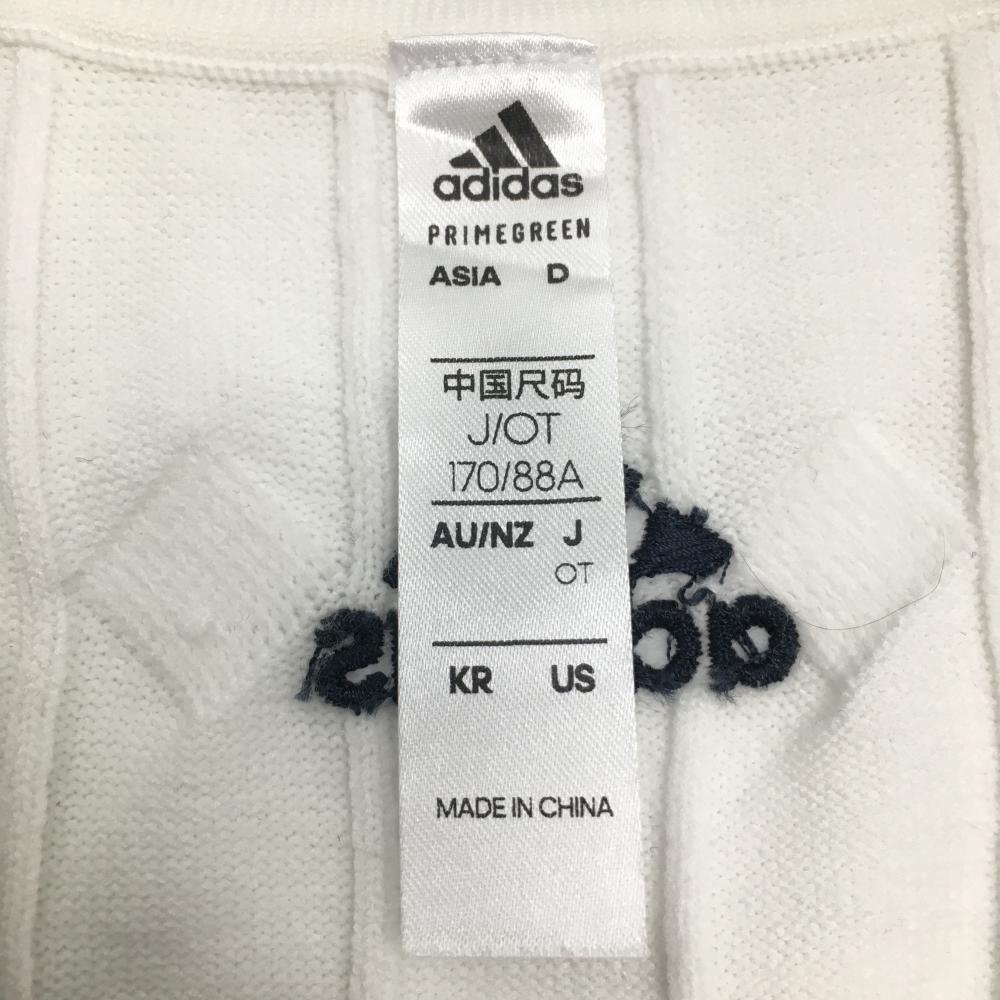 adidas
PRIMEGREEN
ASIA D
中国尺码
J/OT
170/88A
AU/NZ J
OT
KR US
MADE IN CHINA